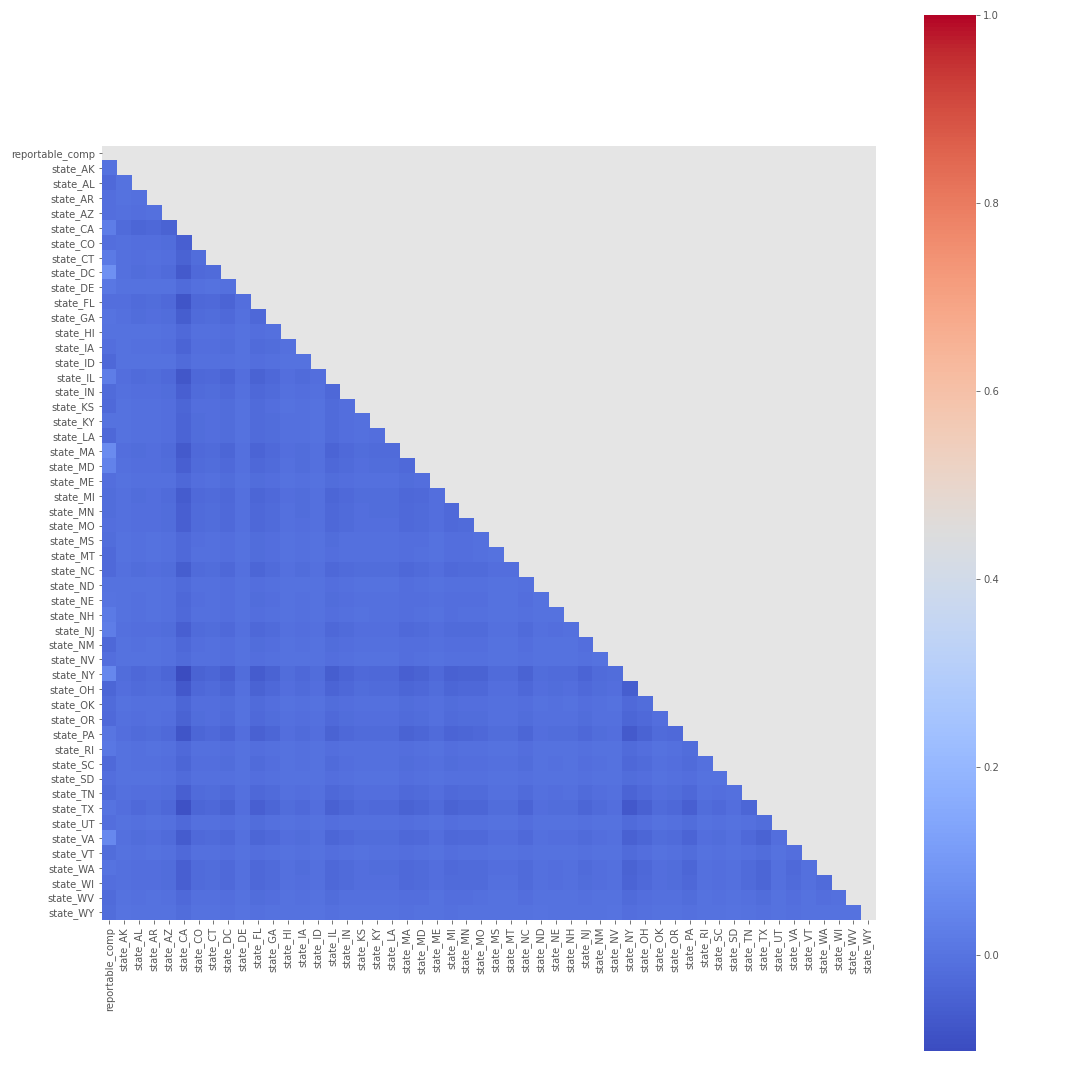 1.0
0.8
0.6
0.4
0.2
0.0
reportable_comp
state_AK
state_AL
state_AR
state_AZ
state_CA
state_CO
state_CT
state_DC
state_DE
state_FL
state_GA
state_HI
state_IA
state_ID
state_IL
state_IN
state_KS
state_KY
state_LA
state_MA
state_MD
state_ME
state_MI
state_MN
state_MO
state_MS
state_MT
state_NC
state_ND
state_NE
state_NH
state_NJ
state_NM
state_NV
state_NY
state_OH
state_OK
state_OR
state_PA
state_RI
state_SC
state_SD
state_TN
state_TX
state_UT
state_VA
state_VT
state_WA
state_WI
state_WV
state_WY
reportable_comp
state_AK
state_AL
state_AR
state_AZ
state_CA
state_CO
state_CT
state_DC
state_DE
state_FL
state_GA
state_HI
state_IA
state_ID
state_IL
state_IN
state_KS
state_KY
state_LA
state_MA
state_MD
state_ME
state_MI
state_MN
state_MO
state_MS
state_MT
state_NC
state_ND
state_NE
state_NH
state_NJ
state_NM
state_NV
state_NY
state_OH
state_OK
state_OR
state_PA
state_RI
state_SC
state_SD
state_TN
state_TX
state_UT
state_VA
state_VT
state_WA
state_WI
state_WV
state_WY